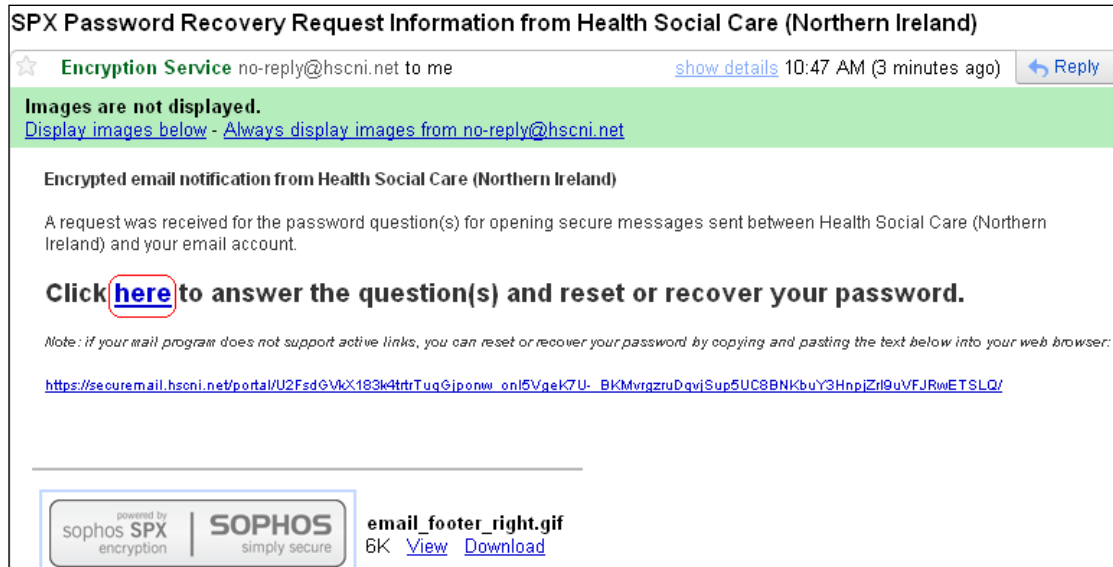 SPX Password Recovery Request Information from Health Social Care (Northern Ireland)
Encryption Service no-reply@hscni.net to me show details 10:47 AM (3 minutes ago) Reply
Images are not displayed.
Display images below - Always display images from no-reply@hscni.net
Encrypted email notification from Health Social Care (Northern Ireland)
A request was received for the password question(s) for opening secure messages sent between Health Social Care (Northern
Ireland) and your email account.
Click here to answer the question(s) and reset or recover your password.
Note: if your mail program does not support active links, you can reset or recover your password by copying and pasting the text below into your web browser:
powered by
sophos SPX
encryption
SOPHOS
simply secure
email_footer_right.gif
6K View Download